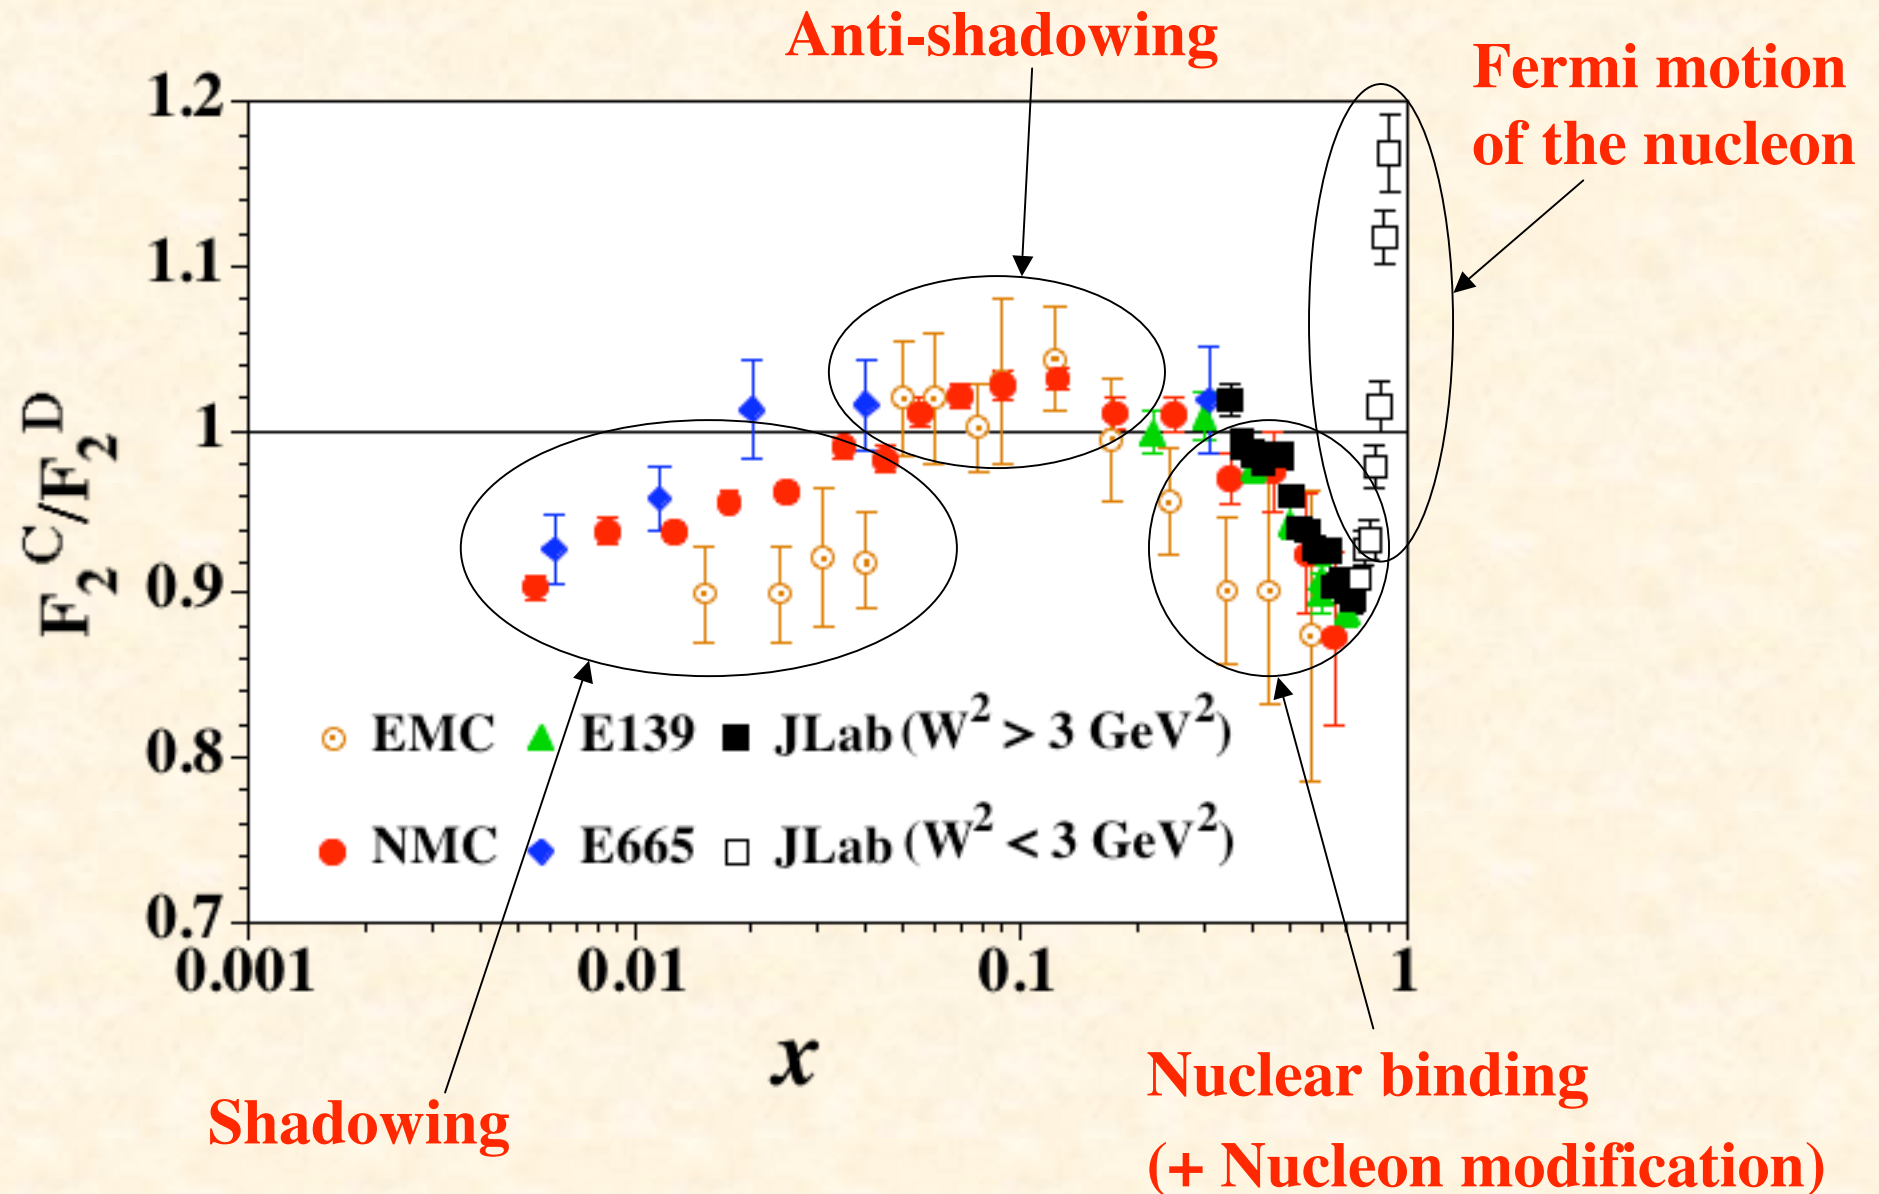 Anti-shadowing
Fermi motion
of the nucleon
1.2
1.1
1
0.9
0.8
0.7
F₂ᶜ/F₂ᴰ
EMC E139 JLab (W² > 3 GeV²)
NMC E665 JLab (W² < 3 GeV²)
0.001 0.01 0.1 1
x
Shadowing
Nuclear binding
(+ Nucleon modification)